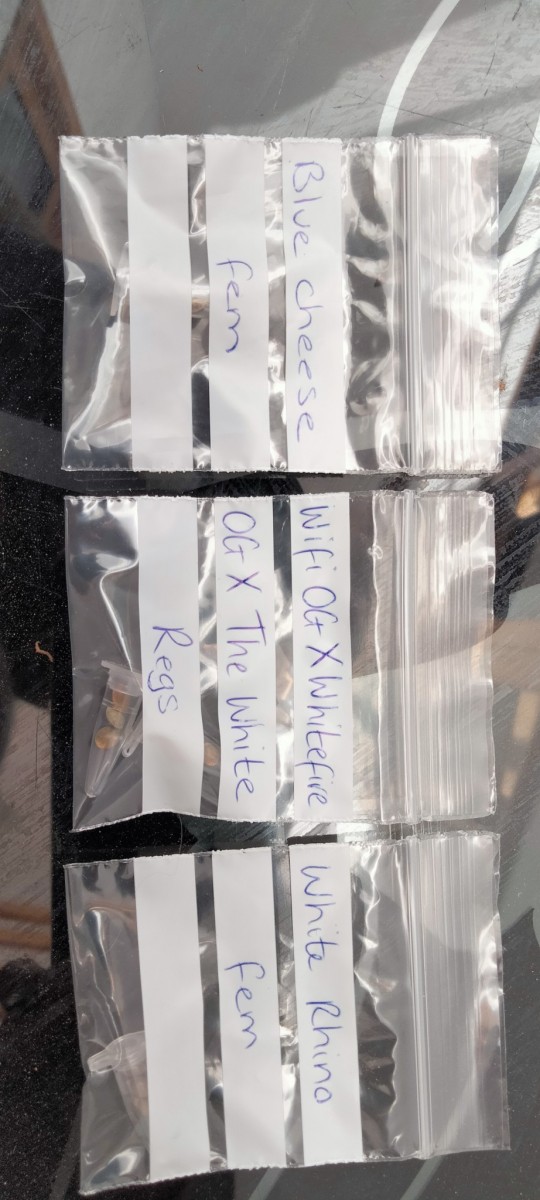 Blue cheese
fem
Wifi OG X Whitefire
OG X The White
Regs
White Rhino
fem